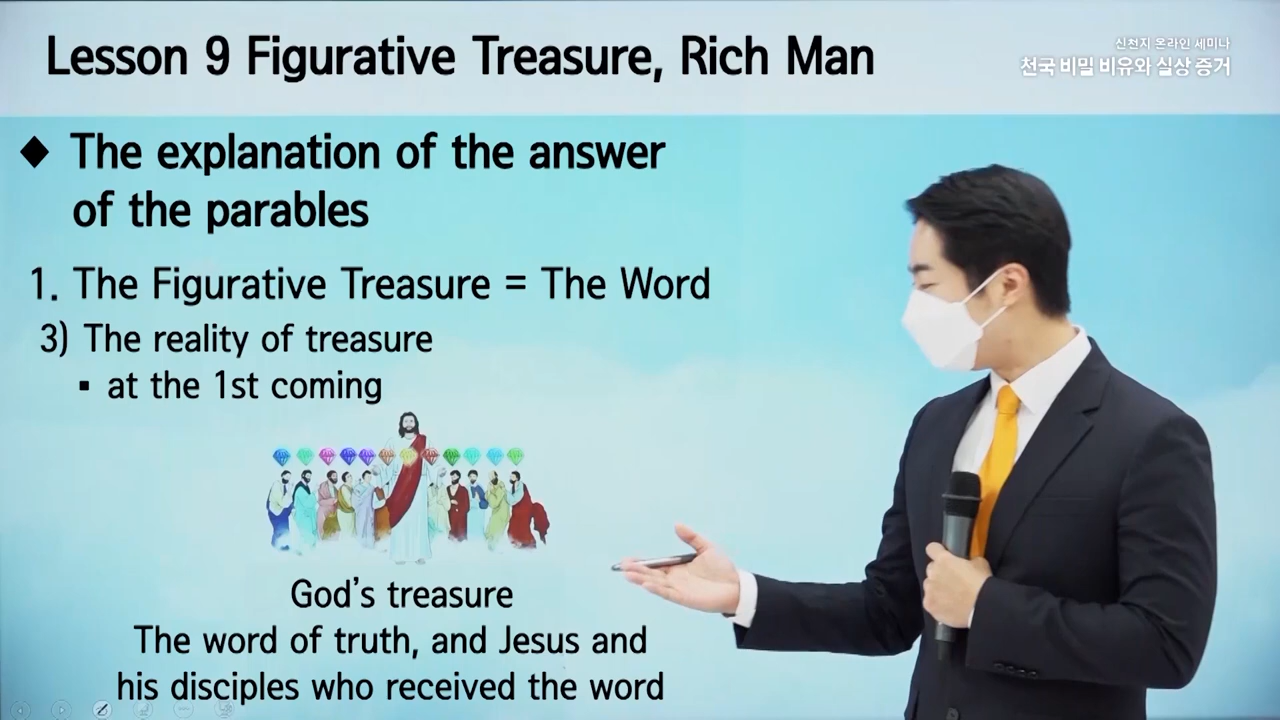 Lesson 9 Figurative Treasure, Rich Man
신천지 온라인 세미나
천국 비밀 비유와 실상 증거
◆ The explanation of the answer
of the parables
1. The Figurative Treasure = The Word
3) The reality of treasure
▪ at the 1st coming
God's treasure
The word of truth, and Jesus and
his disciples who received the word